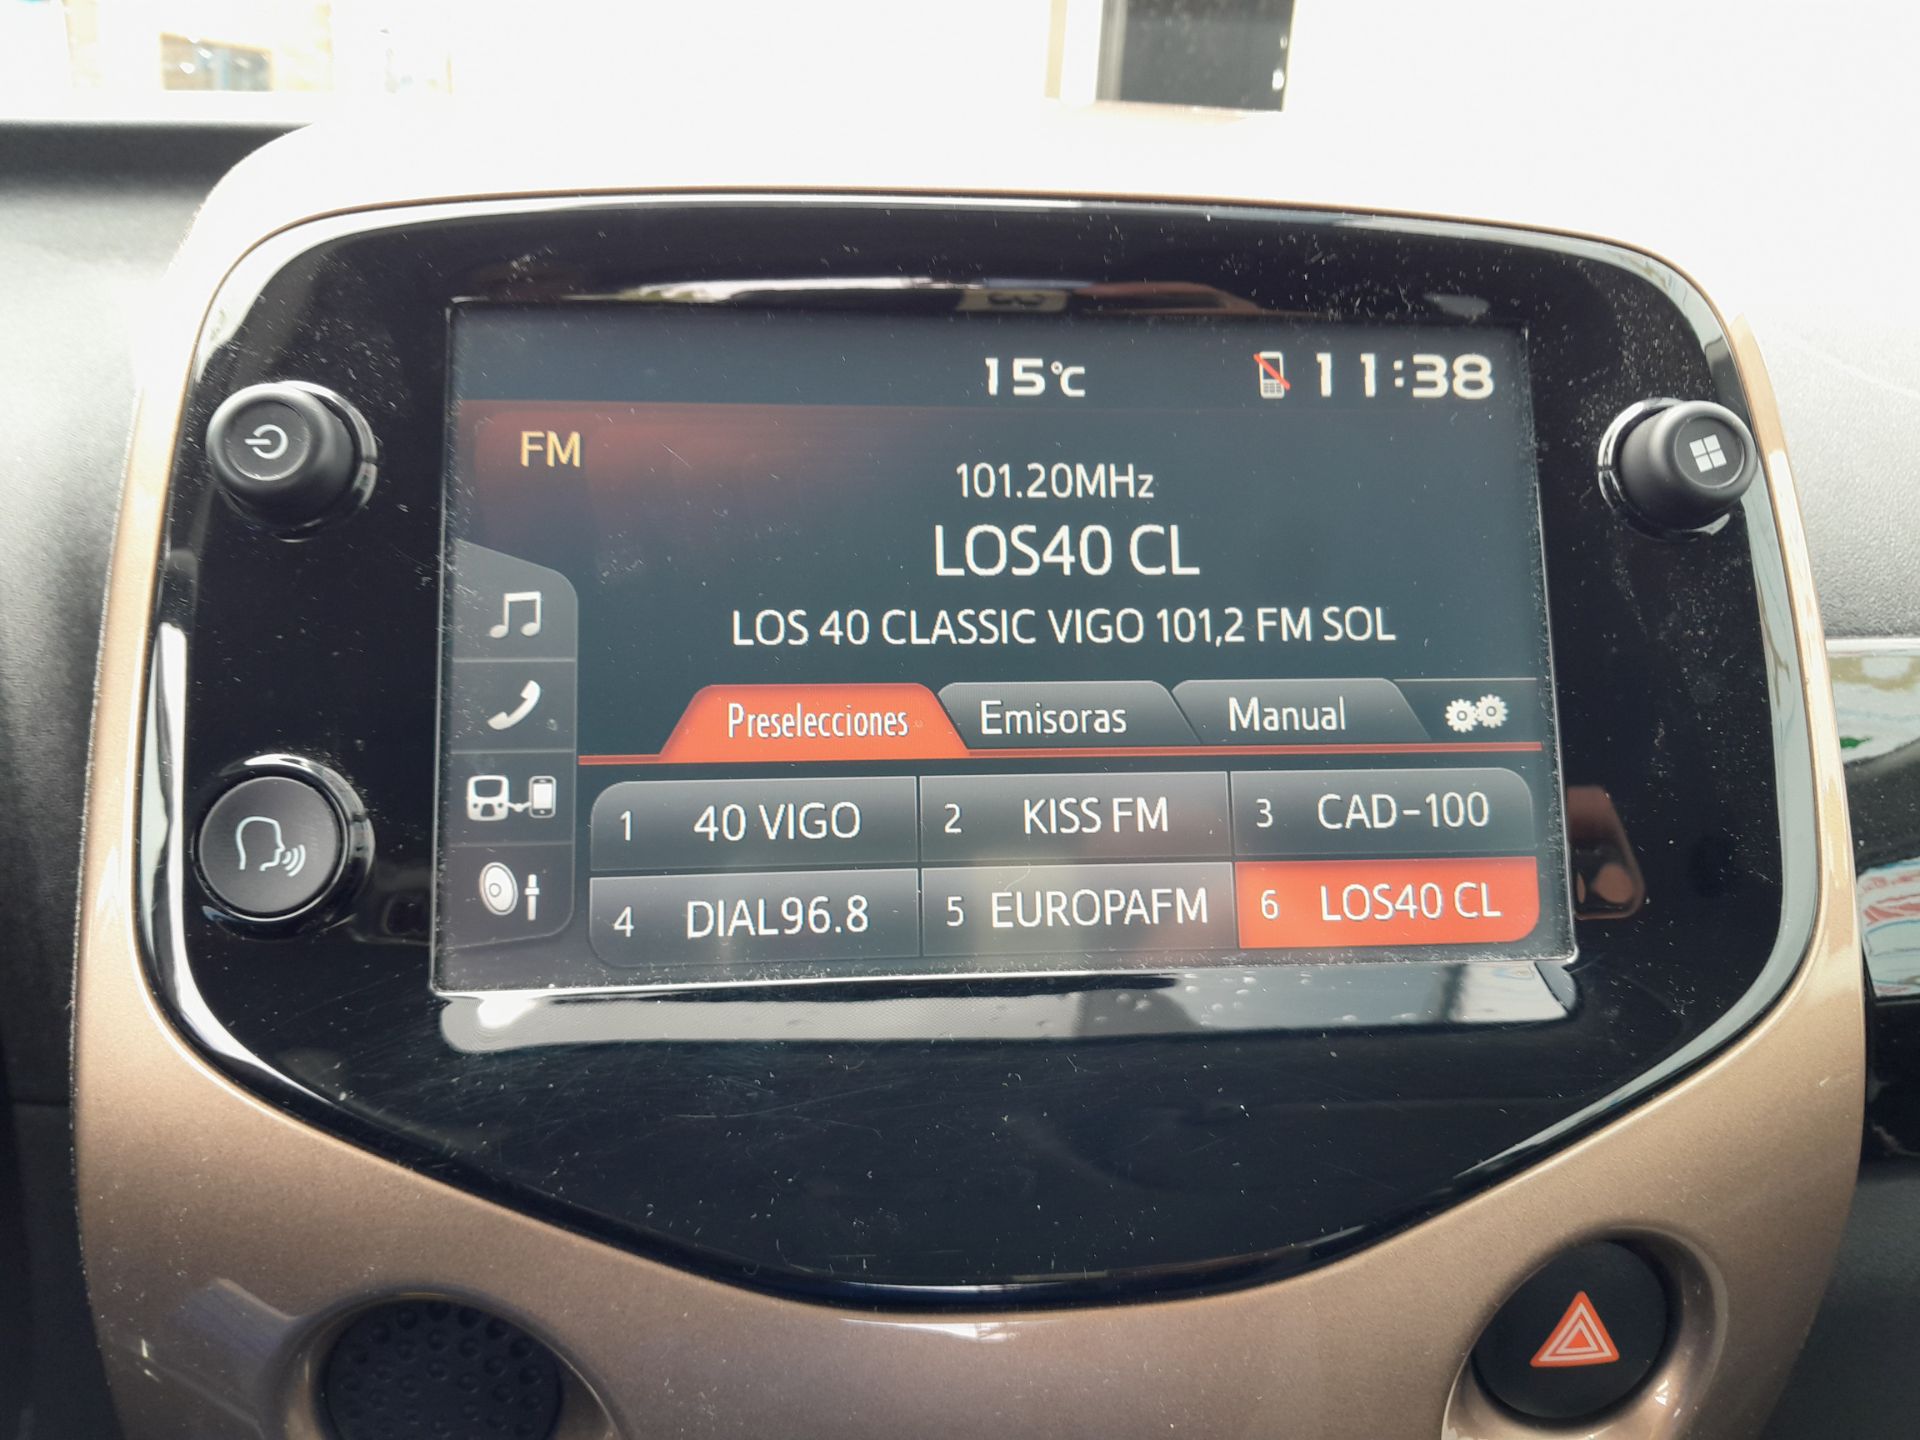 15°C 11:38
FM
101.20MHz
LOS40 CL
LOS 40 CLASSIC VIGO 101,2 FM SOL
Preselecciones Emisoras Manual
1 40 VIGO 2 KISS FM 3 CAD-100
4 DIAL96.8 5 EUROPAFM 6 LOS40 CL